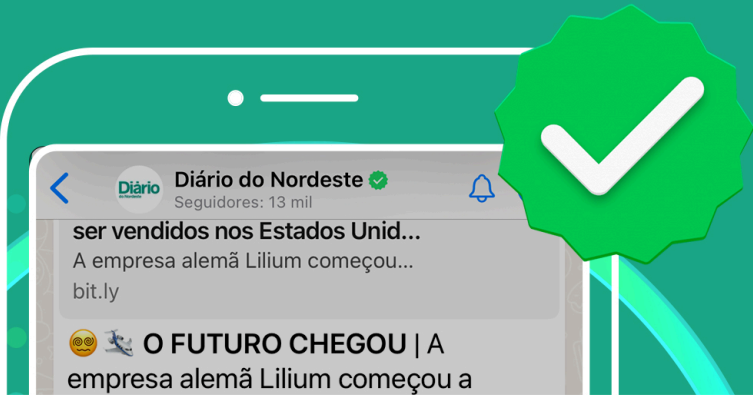 Diário
do Nordeste
Diário do Nordeste
Seguidores: 13 mil
ser vendidos nos Estados Unid...
A empresa alemã Lilium começou...
bit.ly
O FUTURO CHEGOU | A
empresa alemã Lilium começou a